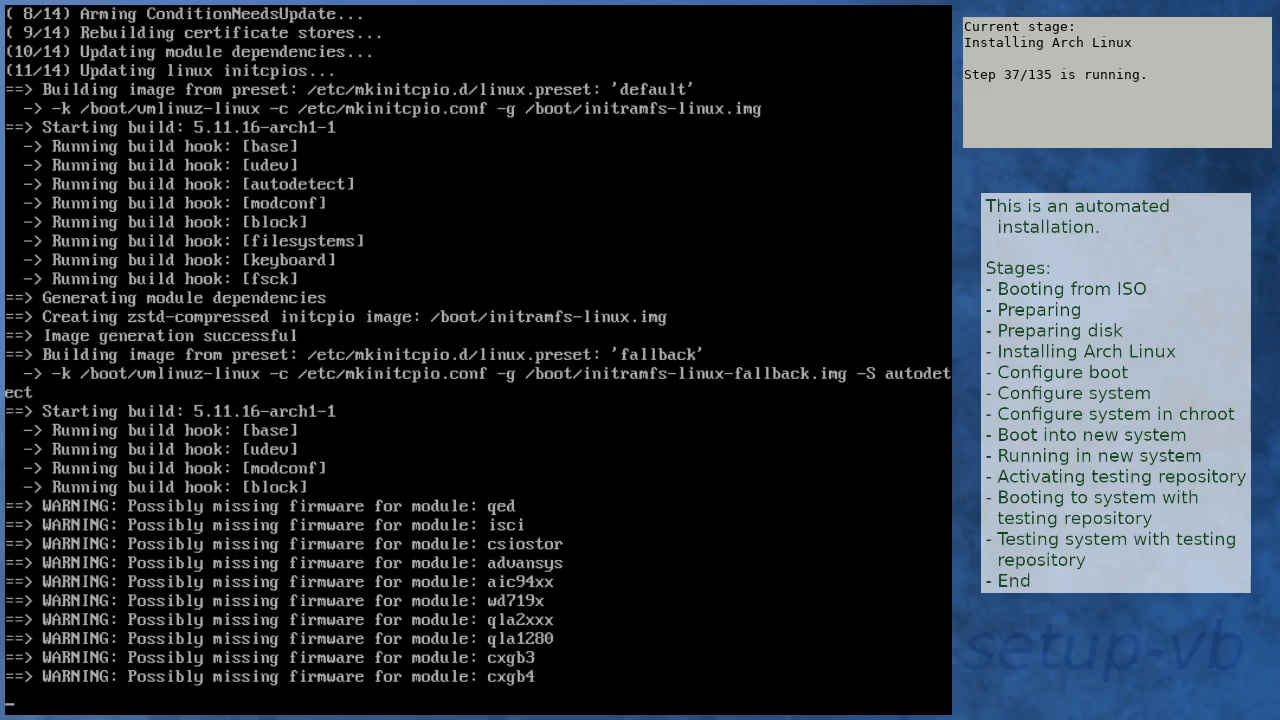 ( 8/14) Arming ConditionNeedsUpdate...
( 9/14) Rebuilding certificate stores...
(10/14) Updating module dependencies...
(11/14) Updating linux initcpios...
==> Building image from preset: /etc/mkinitcpio.d/linux.preset: 'default'
  -> -k /boot/vmlinuz-linux -c /etc/mkinitcpio.conf -g /boot/initramfs-linux.img
==> Starting build: 5.11.16-arch1-1
  -> Running build hook: [base]
  -> Running build hook: [udev]
  -> Running build hook: [autodetect]
  -> Running build hook: [modconf]
  -> Running build hook: [block]
  -> Running build hook: [filesystems]
  -> Running build hook: [keyboard]
  -> Running build hook: [fsck]
==> Generating module dependencies
==> Creating zstd-compressed initcpio image: /boot/initramfs-linux.img
==> Image generation successful
==> Building image from preset: /etc/mkinitcpio.d/linux.preset: 'fallback'
  -> -k /boot/vmlinuz-linux -c /etc/mkinitcpio.conf -g /boot/initramfs-linux-fallback.img -S autodet
ect
==> Starting build: 5.11.16-arch1-1
  -> Running build hook: [base]
  -> Running build hook: [udev]
  -> Running build hook: [modconf]
  -> Running build hook: [block]
==> WARNING: Possibly missing firmware for module: qed
==> WARNING: Possibly missing firmware for module: isci
==> WARNING: Possibly missing firmware for module: csiostor
==> WARNING: Possibly missing firmware for module: advansys
==> WARNING: Possibly missing firmware for module: aic94xx
==> WARNING: Possibly missing firmware for module: wd719x
==> WARNING: Possibly missing firmware for module: qla2xxx
==> WARNING: Possibly missing firmware for module: qla1280
==> WARNING: Possibly missing firmware for module: cxgb3
==> WARNING: Possibly missing firmware for module: cxgb4
_
Current stage:
Installing Arch Linux
Step 37/135 is running.
This is an automated
installation.
Stages:
- Booting from ISO
- Preparing
- Preparing disk
- Installing Arch Linux
- Configure boot
- Configure system
- Configure system in chroot
- Boot into new system
- Running in new system
- Activating testing repository
- Booting to system with
testing repository
- Testing system with testing
repository
- End
setup-vb